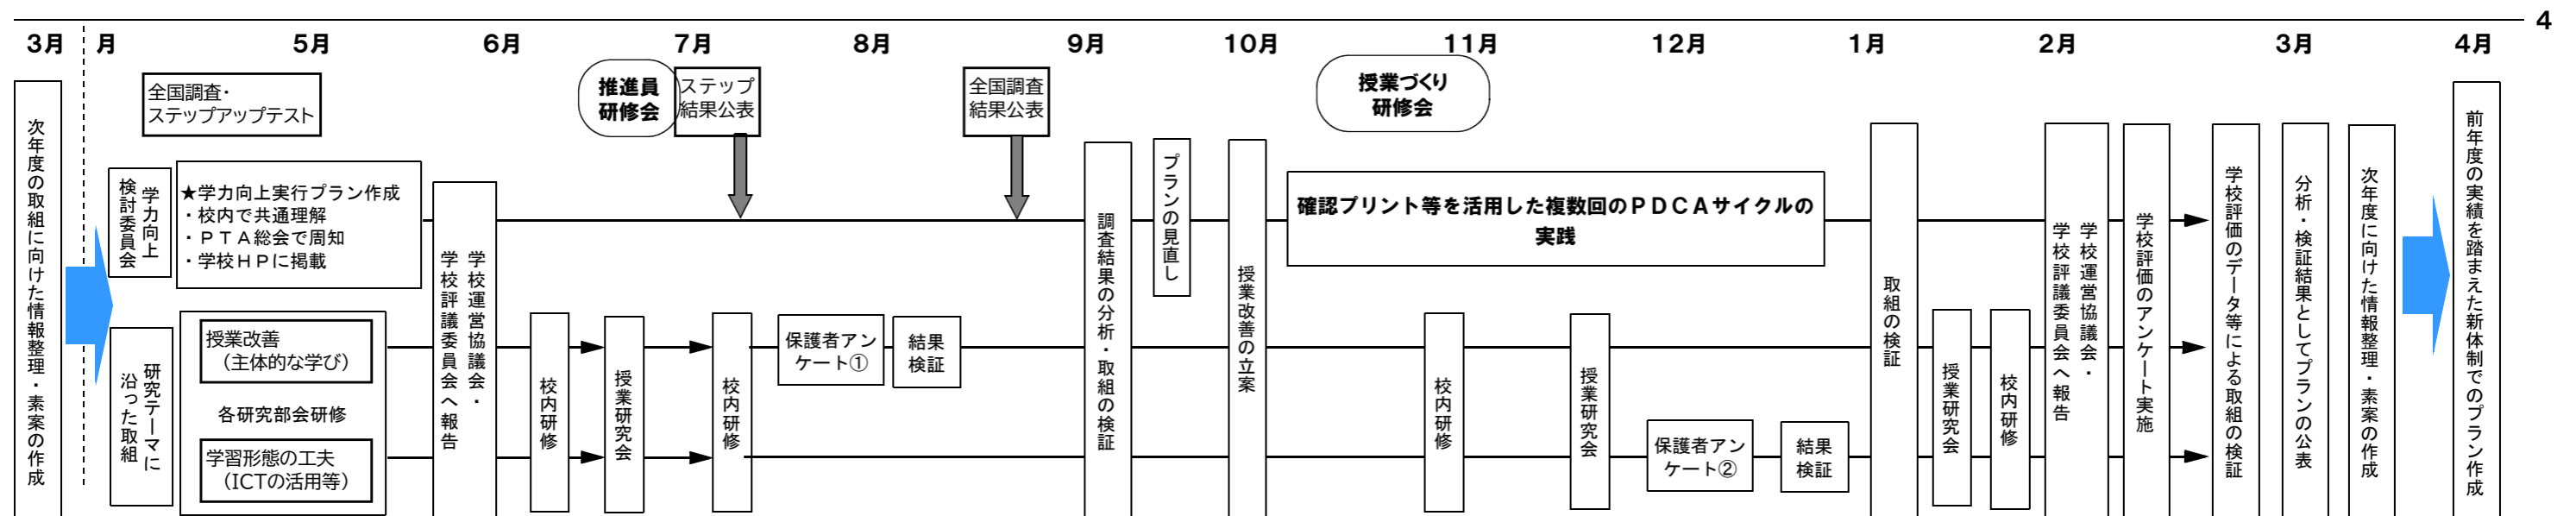 4
3月
月
5月
6月
7月
8月
9月
10月
11月
12月
1月
2月
3月
4月
全国調査・
ステップアップテスト
推進員
研修会
ステップ
結果公表
全国調査
結果公表
授業づくり
研修会
次年度の取組に向けた情報整理・素案の作成
学力向上
検討委員会
★学力向上実行プラン作成
・校内で共通理解
・PTA総会で周知
・学校HPに掲載
研究テーマに
沿った取組
授業改善
（主体的な学び）
各研究部会研修
学習形態の工夫
（ICTの活用等）
学校運営協議会・
学校評議委員会へ報告
校内研修
授業研究会
校内研修
保護者アン
ケート①
結果
検証
調査結果の分析・取組の検証
プランの見直し
授業改善の立案
確認プリント等を活用した複数回のPDCAサイクルの
実践
校内研修
授業研究会
保護者アン
ケート②
結果
検証
取組の検証
授業研究会
校内研修
学校運営協議会・
学校評議委員会へ報告
学校評価のアンケート実施
学校評価のデータ等による取組の検証
分析・検証結果としてプランの公表
次年度に向けた情報整理・素案の作成
前年度の実績を踏まえた新体制でのプラン作成